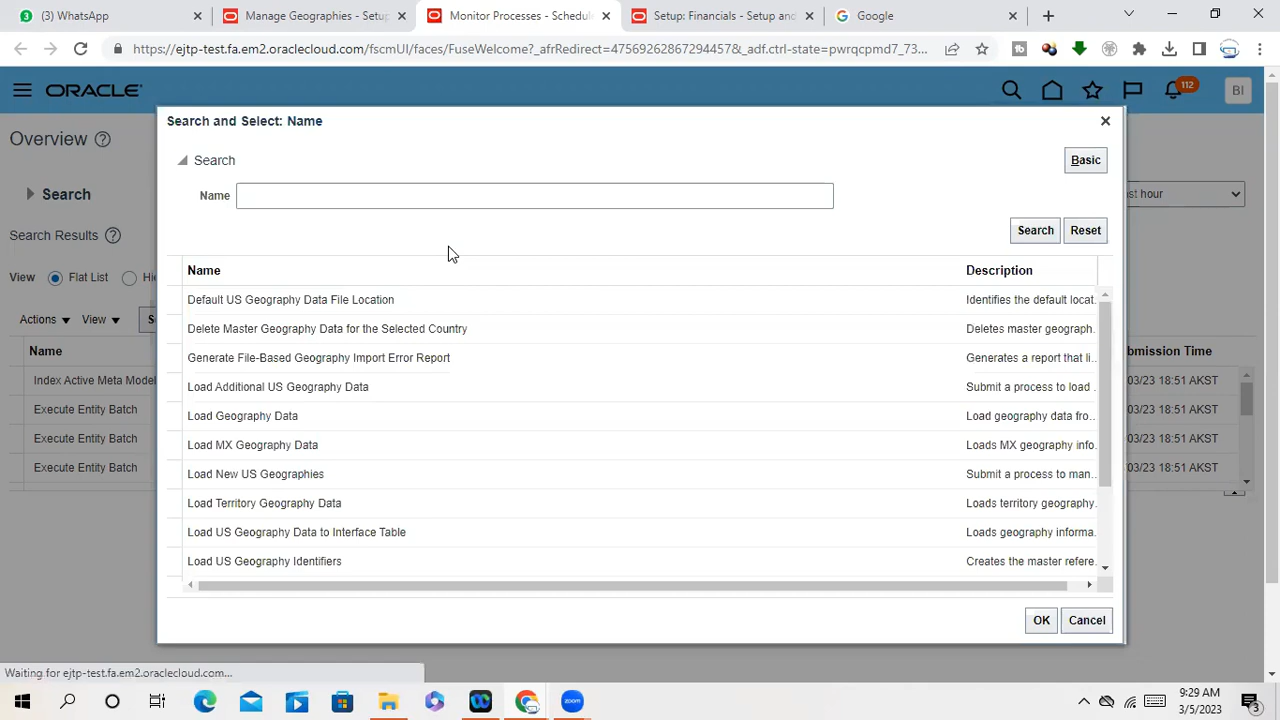 (3) WhatsApp
Manage Geographies - Setup
Monitor Processes - Schedule
Setup: Financials - Setup and
Google
https://ejtp-test.fa.em2.oraclecloud.com/fscmUI/faces/FuseWelcome?_afrRedirect=4756926286729445​7&_adf.ctrl-state=pwrqcpmd7_73...
ORACLE
112
BI
Overview
Search
st hour
Search Results
View Flat List Hi
Actions View S
Name bmission Time
Index Active Meta Model /03/23 18:51 AKST
Execute Entity Batch /03/23 18:51 AKST
Execute Entity Batch /03/23 18:51 AKST
Execute Entity Batch /03/23 18:51 AKST
Search and Select: Name
Search
Basic
Name
Search Reset
Name Description
Default US Geography Data File Location Identifies the default locat.
Delete Master Geography Data for the Selected Country Deletes master geograph.
Generate File-Based Geography Import Error Report Generates a report that li..
Load Additional US Geography Data Submit a process to load .
Load Geography Data Load geography data fro..
Load MX Geography Data Loads MX geography info.
Load New US Geographies Submit a process to man..
Load Territory Geography Data Loads territory geography.
Load US Geography Data to Interface Table Loads geography informa.
Load US Geography Identifiers Creates the master refere.
OK Cancel
Waiting for ejtp-test.fa.em2.oraclecloud.com...
zoom
9:29 AM
3/5/2023
3